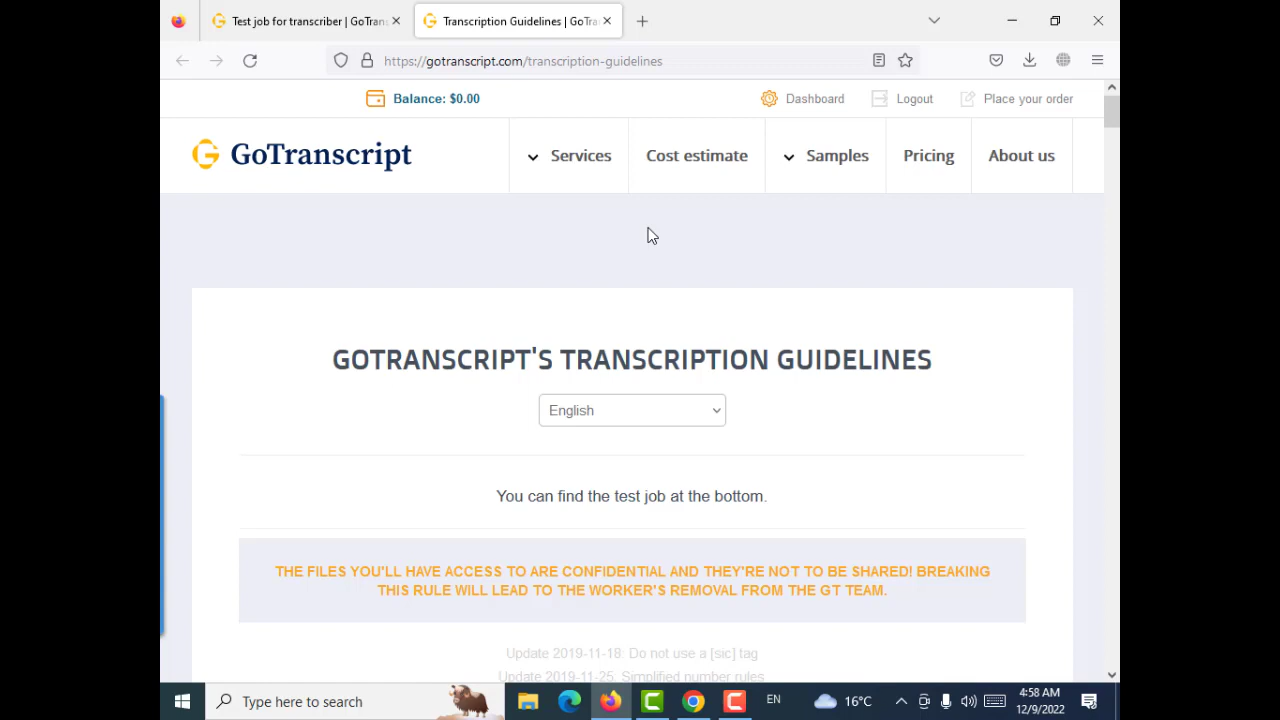 Test job for transcriber | GoTrans
Transcription Guidelines | GoTra
https://gotranscript.com/transcription-guidelines
Balance: $0.00
Dashboard
Logout
Place your order
GoTranscript
Services
Cost estimate
Samples
Pricing
About us
GOTRANSCRIPT'S TRANSCRIPTION GUIDELINES
English
You can find the test job at the bottom.
THE FILES YOU'LL HAVE ACCESS TO ARE CONFIDENTIAL AND THEY'RE NOT TO BE SHARED! BREAKING
THIS RULE WILL LEAD TO THE WORKER'S REMOVAL FROM THE GT TEAM.
Update 2019-11-18: Do not use a [sic] tag
Update 2019-11-25: Simplified number rules
Type here to search
EN
16°C
4:58 AM
12/9/2022